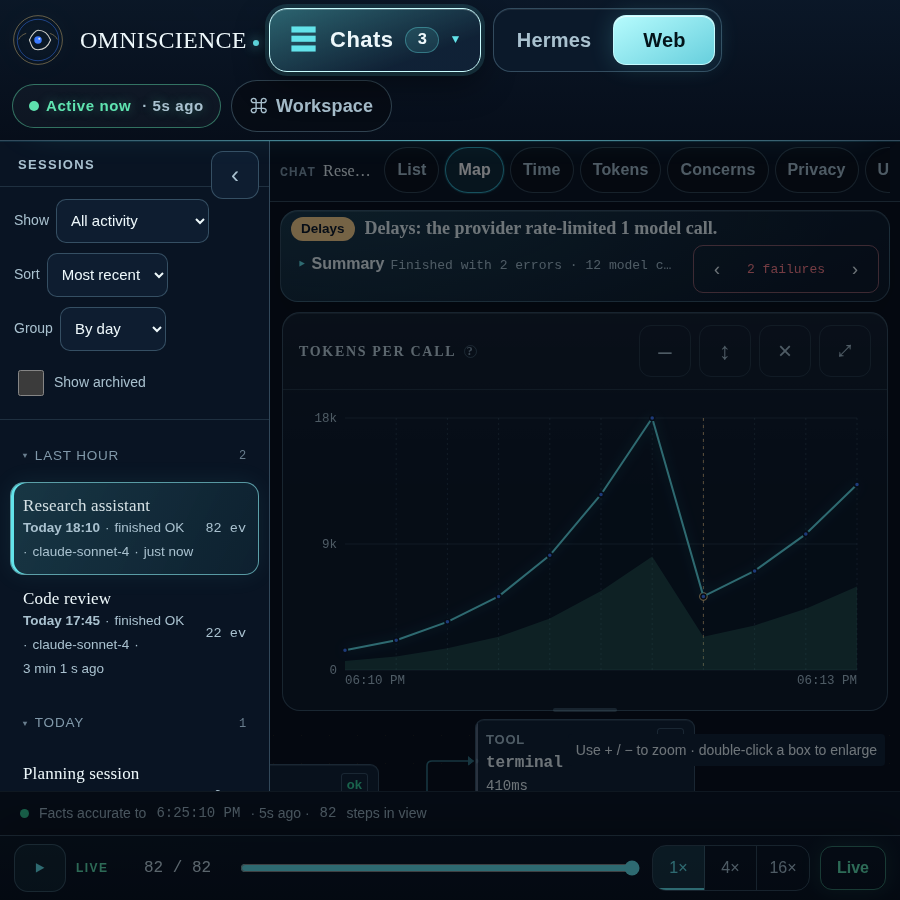 OMNISCIENCE
Chats 3 ▼
Hermes
Web
Active now · 5s ago
⌘ Workspace
SESSIONS
‹
Show All activity
Sort Most recent
Group By day
Show archived
▾ LAST HOUR 2
Research assistant
Today 18:10 · finished OK 82 ev
· claude-sonnet-4 · just now
Code review
Today 17:45 · finished OK 22 ev
· claude-sonnet-4 ·
3 min 1 s ago
▾ TODAY 1
Planning session
CHAT Rese…
List
Map
Time
Tokens
Concerns
Privacy
U
Delays Delays: the provider rate-limited 1 model call.
▸ Summary Finished with 2 errors · 12 model c…
‹ 2 failures ›
TOKENS PER CALL ?
– ↕ × ⤢
18k
9k
0
06:10 PM 06:13 PM
ok
TOOL
terminal
410ms
Use + / − to zoom · double-click a box to enlarge
Facts accurate to 6:25:10 PM · 5s ago · 82 steps in view
▶ LIVE 82 / 82
1× 4× 16×
Live